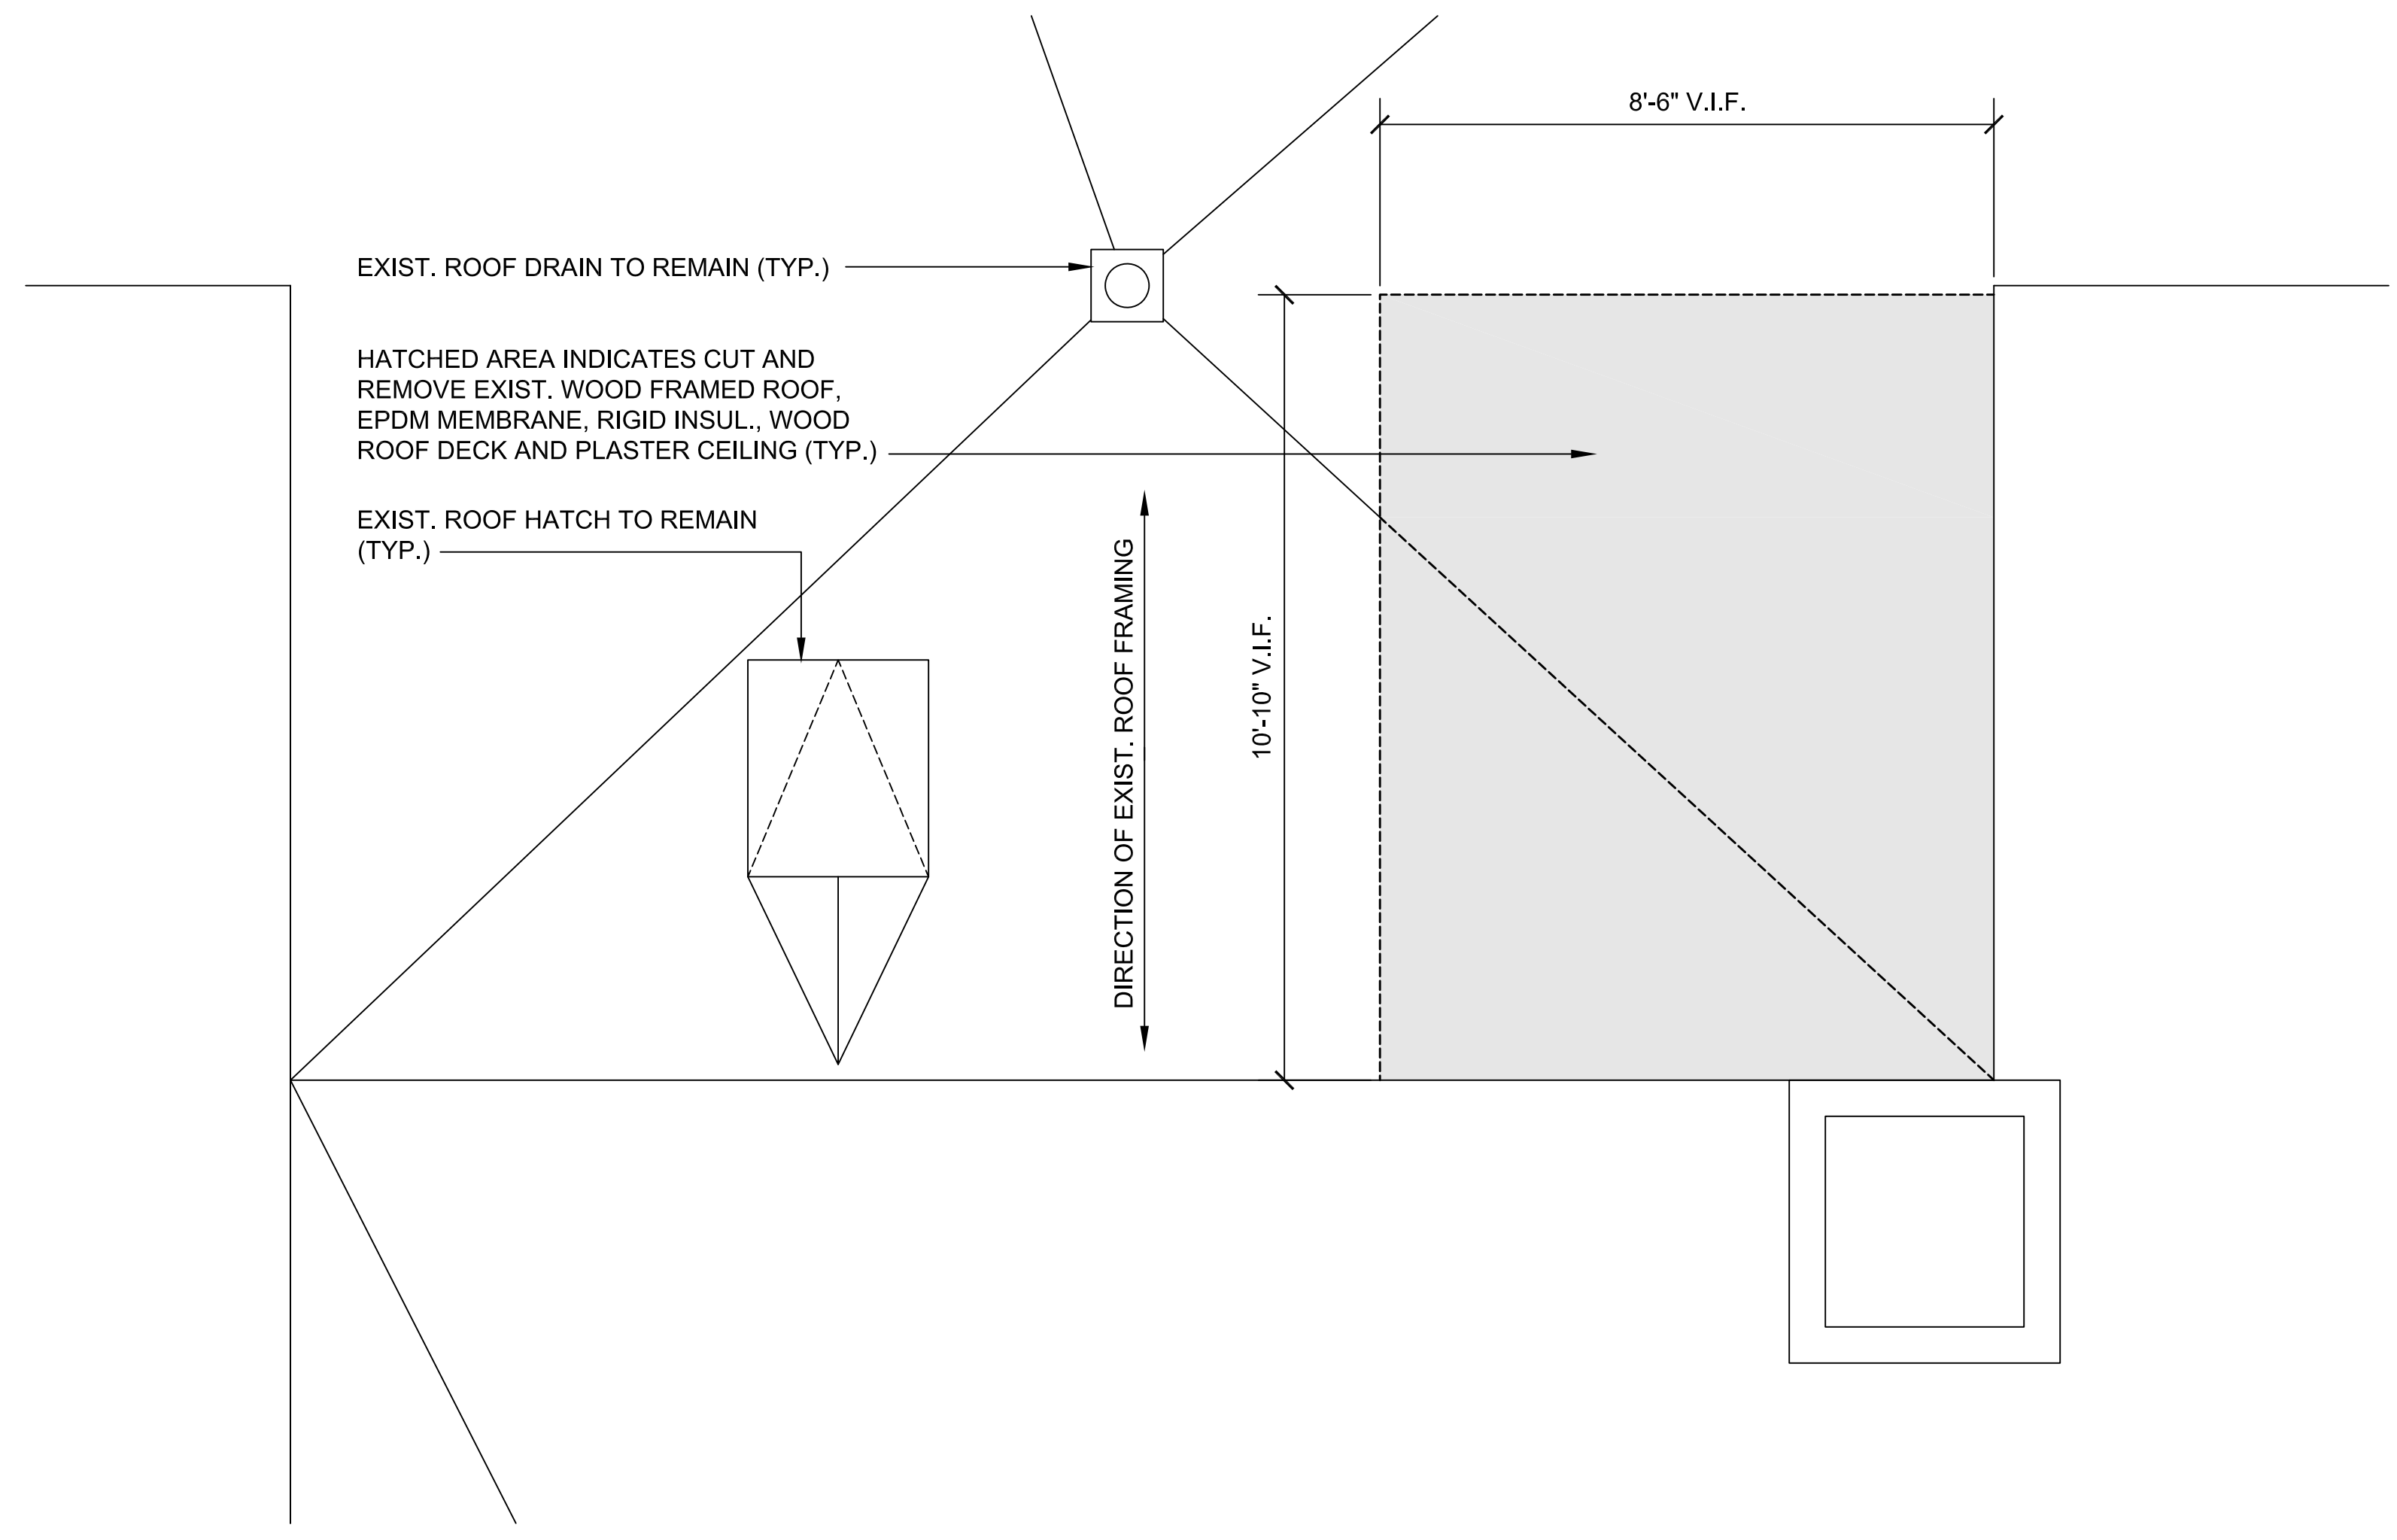 8'-6" V.I.F.
EXIST. ROOF DRAIN TO REMAIN (TYP.)
HATCHED AREA INDICATES CUT AND
REMOVE EXIST. WOOD FRAMED ROOF,
EPDM MEMBRANE, RIGID INSUL., WOOD
ROOF DECK AND PLASTER CEILING (TYP.)
EXIST. ROOF HATCH TO REMAIN
(TYP.)
DIRECTION OF EXIST. ROOF FRAMING
10'-10" V.I.F.